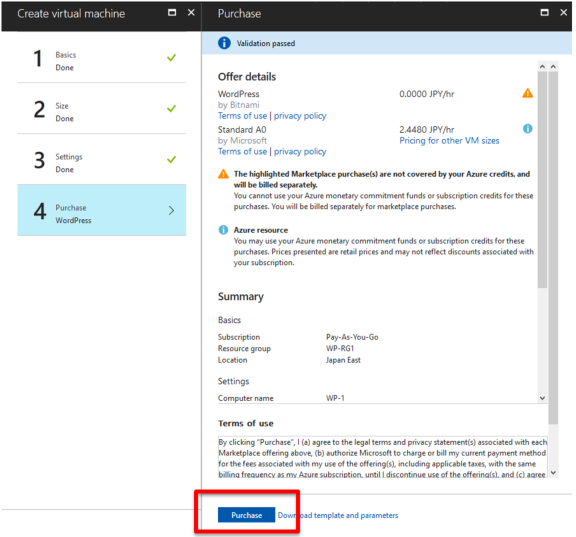 Create virtual machine
Purchase
1 Basics
Done
2 Size
Done
3 Settings
Done
4 Purchase
WordPress
Validation passed
Offer details
WordPress 0.0000 JPY/hr
by Bitnami
Terms of use | privacy policy
Standard A0 2.4480 JPY/hr
by Microsoft Pricing for other VM sizes
Terms of use | privacy policy
The highlighted Marketplace purchase(s) are not covered by your Azure credits, and
will be billed separately.
You cannot use your Azure monetary commitment funds or subscription credits for these
purchases. You will be billed separately for marketplace purchases.
Azure resource
You may use your Azure monetary commitment funds or subscription credits for these
purchases. Prices presented are retail prices and may not reflect discounts associated with
your subscription.
Summary
Basics
Subscription Pay-As-You-Go
Resource group WP-RG1
Location Japan East
Settings
Computer name WP-1
Terms of use
By clicking "Purchase", I (a) agree to the legal terms and privacy statement(s) associated with each
Marketplace offering above, (b) authorize Microsoft to charge or bill my current payment method
for the fees associated with my use of the offering(s), including applicable taxes, with the same
billing frequency as my Azure subscription, until I discontinue use of the offering(s), and (c) agree
Purchase Download template and parameters